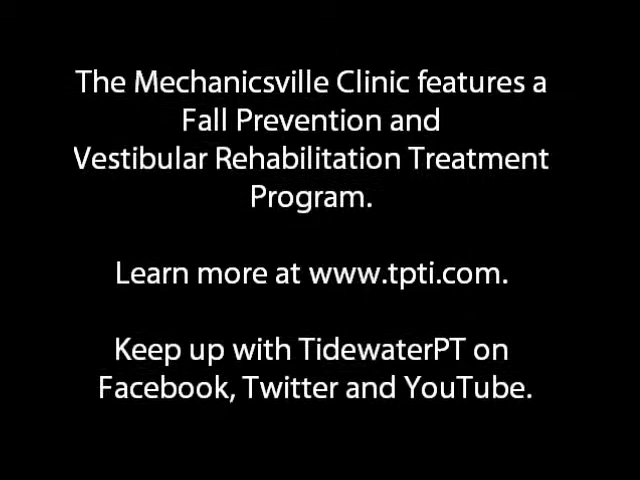 The Mechanicsville Clinic features a
Fall Prevention and
Vestibular Rehabilitation Treatment
Program.
Learn more at www.tpti.com.
Keep up with TidewaterPT on
Facebook, Twitter and YouTube.